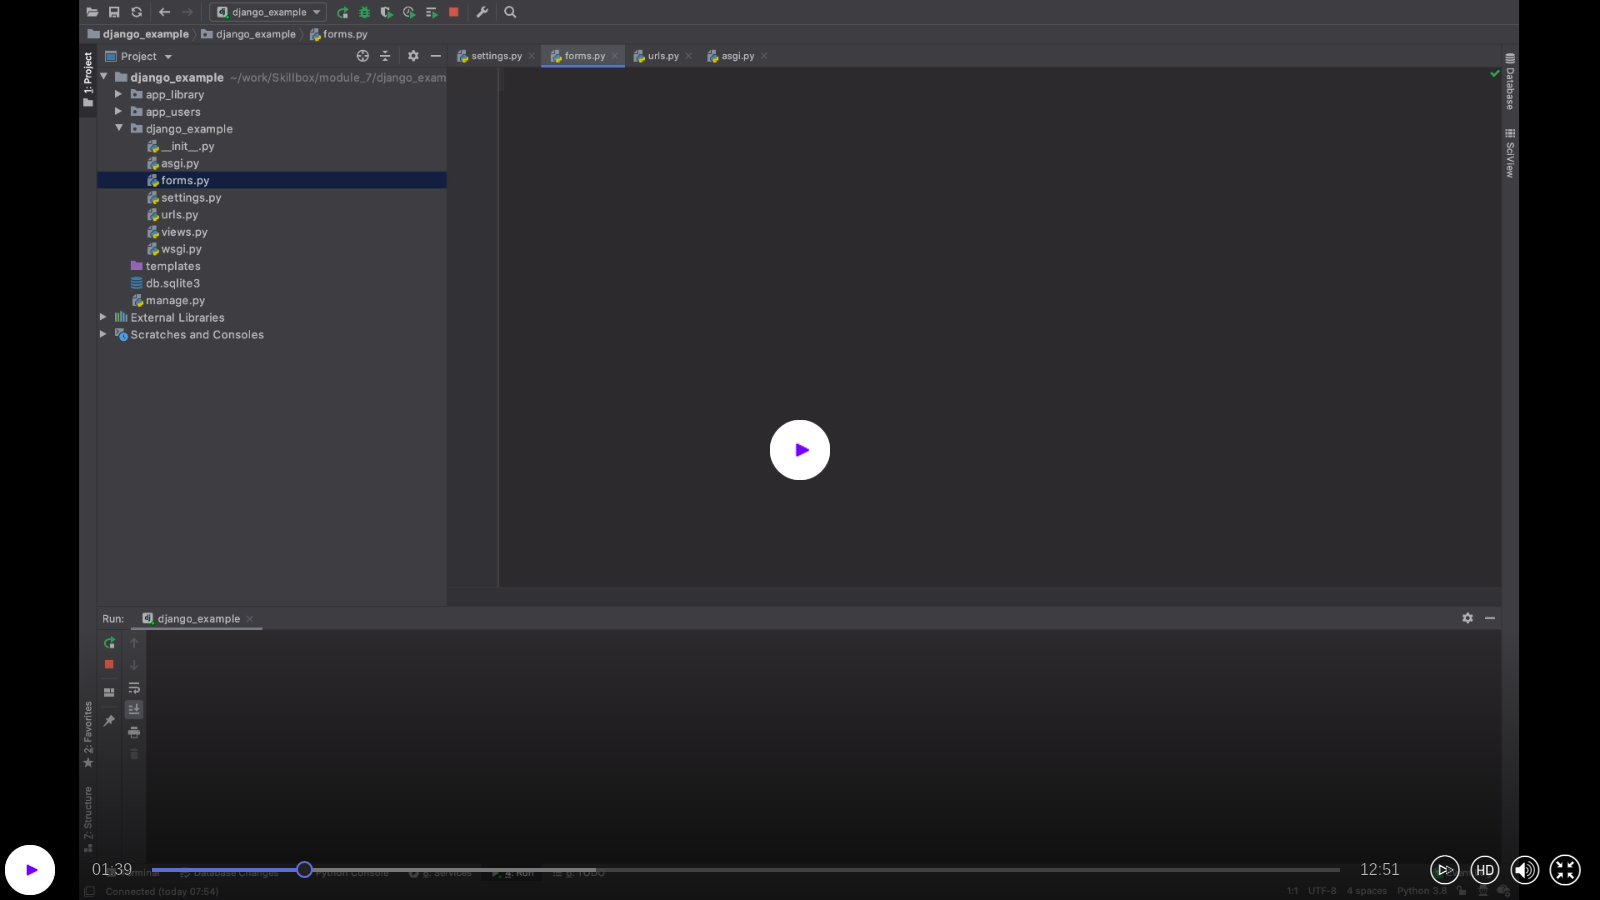 django_example
django_example django_example forms.py
1: Project
Project
settings.py forms.py urls.py asgi.py
django_example ~/work/Skillbox/module_7/django_exam
app_library
app_users
django_example
__init__.py
asgi.py
forms.py
settings.py
urls.py
views.py
wsgi.py
templates
db.sqlite3
manage.py
External Libraries
Scratches and Consoles
Database
SciView
Run: django_example
2: Favorites
7: Structure
01:39
12:51
HD
Terminal Database Changes Python Console 8: Services 4: Run 6: TODO
Connected (today 07:54)
1:1 UTF-8 4 spaces Python 3.8